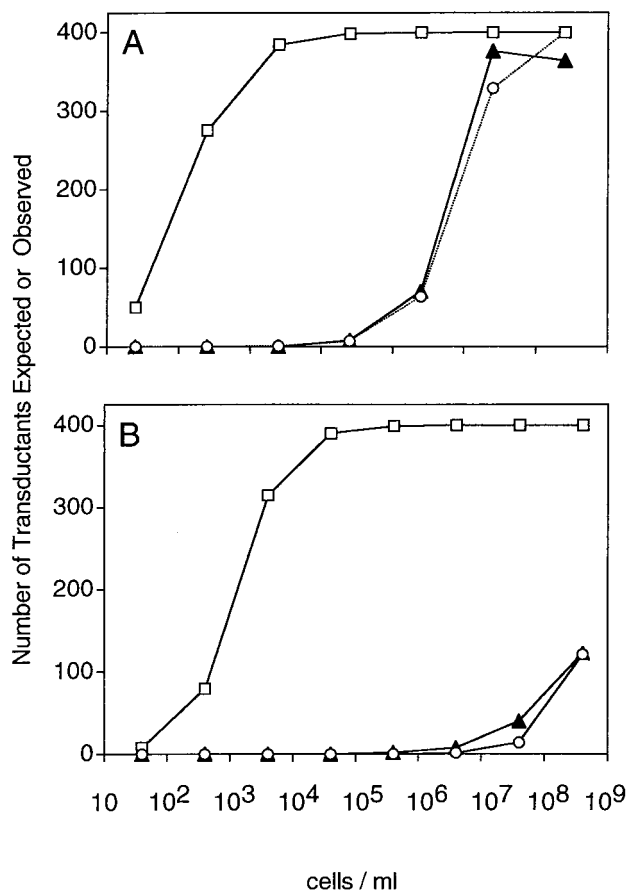 Number of Transductants Expected or Observed
A
400
300
200
100
0
B
400
300
200
100
0
10 10² 10³ 10⁴ 10⁵ 10⁶ 10⁷ 10⁸ 10⁹
cells / ml